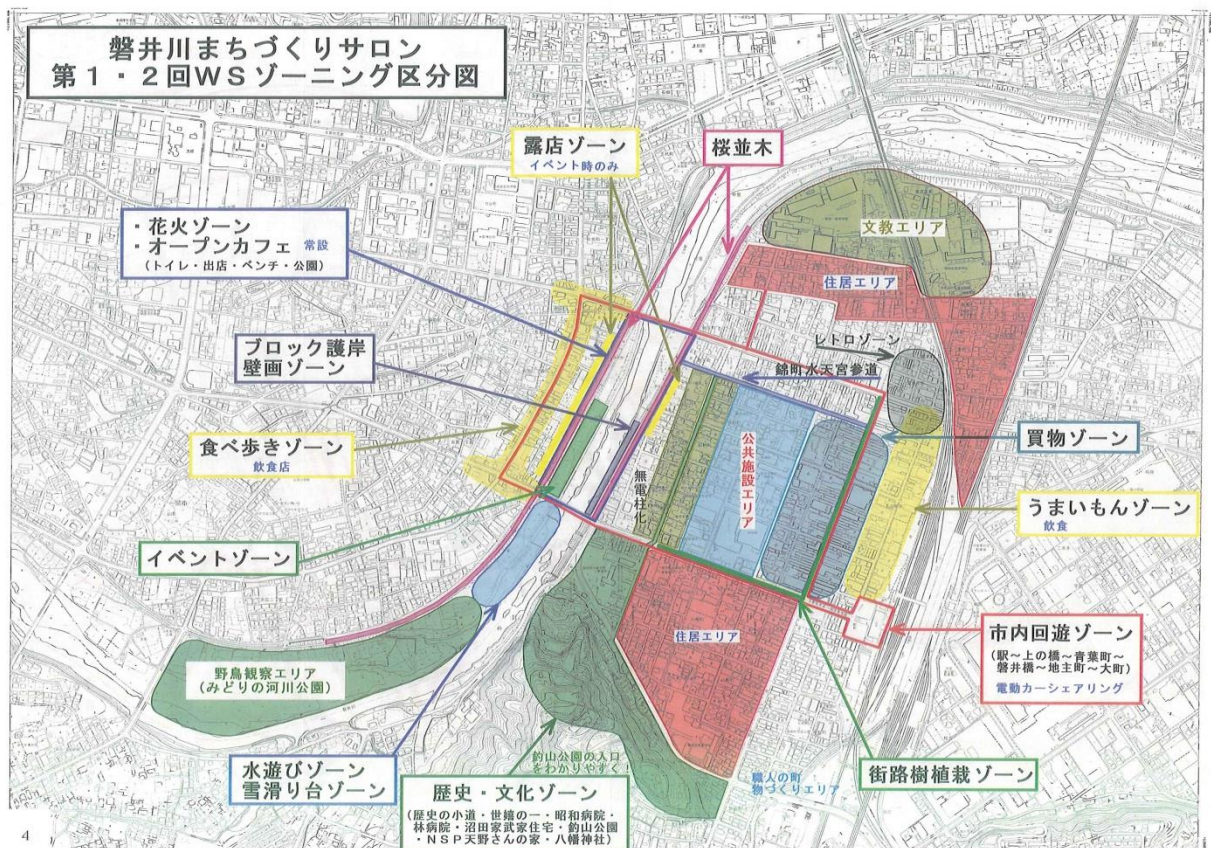 磐井川まちづくりサロン
第１・２回ＷＳゾーニング区分図
露店ゾーン
イベント時のみ
桜並木
・花火ゾーン
・オープンカフェ 常設
（トイレ・出店・ベンチ・公園）
文教エリア
住居エリア
ブロック護岸
壁画ゾーン
レトロゾーン
錦町水天宮参道
食べ歩きゾーン
飲食店
買物ゾーン
公共施設エリア
無電柱化
うまいもんゾーン
飲食
イベントゾーン
市内回遊ゾーン
（駅～上の橋～青葉町～
磐井橋～地主町～大町）
電動カーシェアリング
住居エリア
野鳥観察エリア
（みどりの河川公園）
水遊びゾーン
雪滑り台ゾーン
釣山公園の入口
をわかりやすく
歴史・文化ゾーン
（歴史の小道・世嬉の一・昭和病院・
林病院・沼田家武家住宅・釣山公園
・ＮＳＰ天野さんの家・八幡神社）
職人の町
物づくりエリア
街路樹植栽ゾーン
4